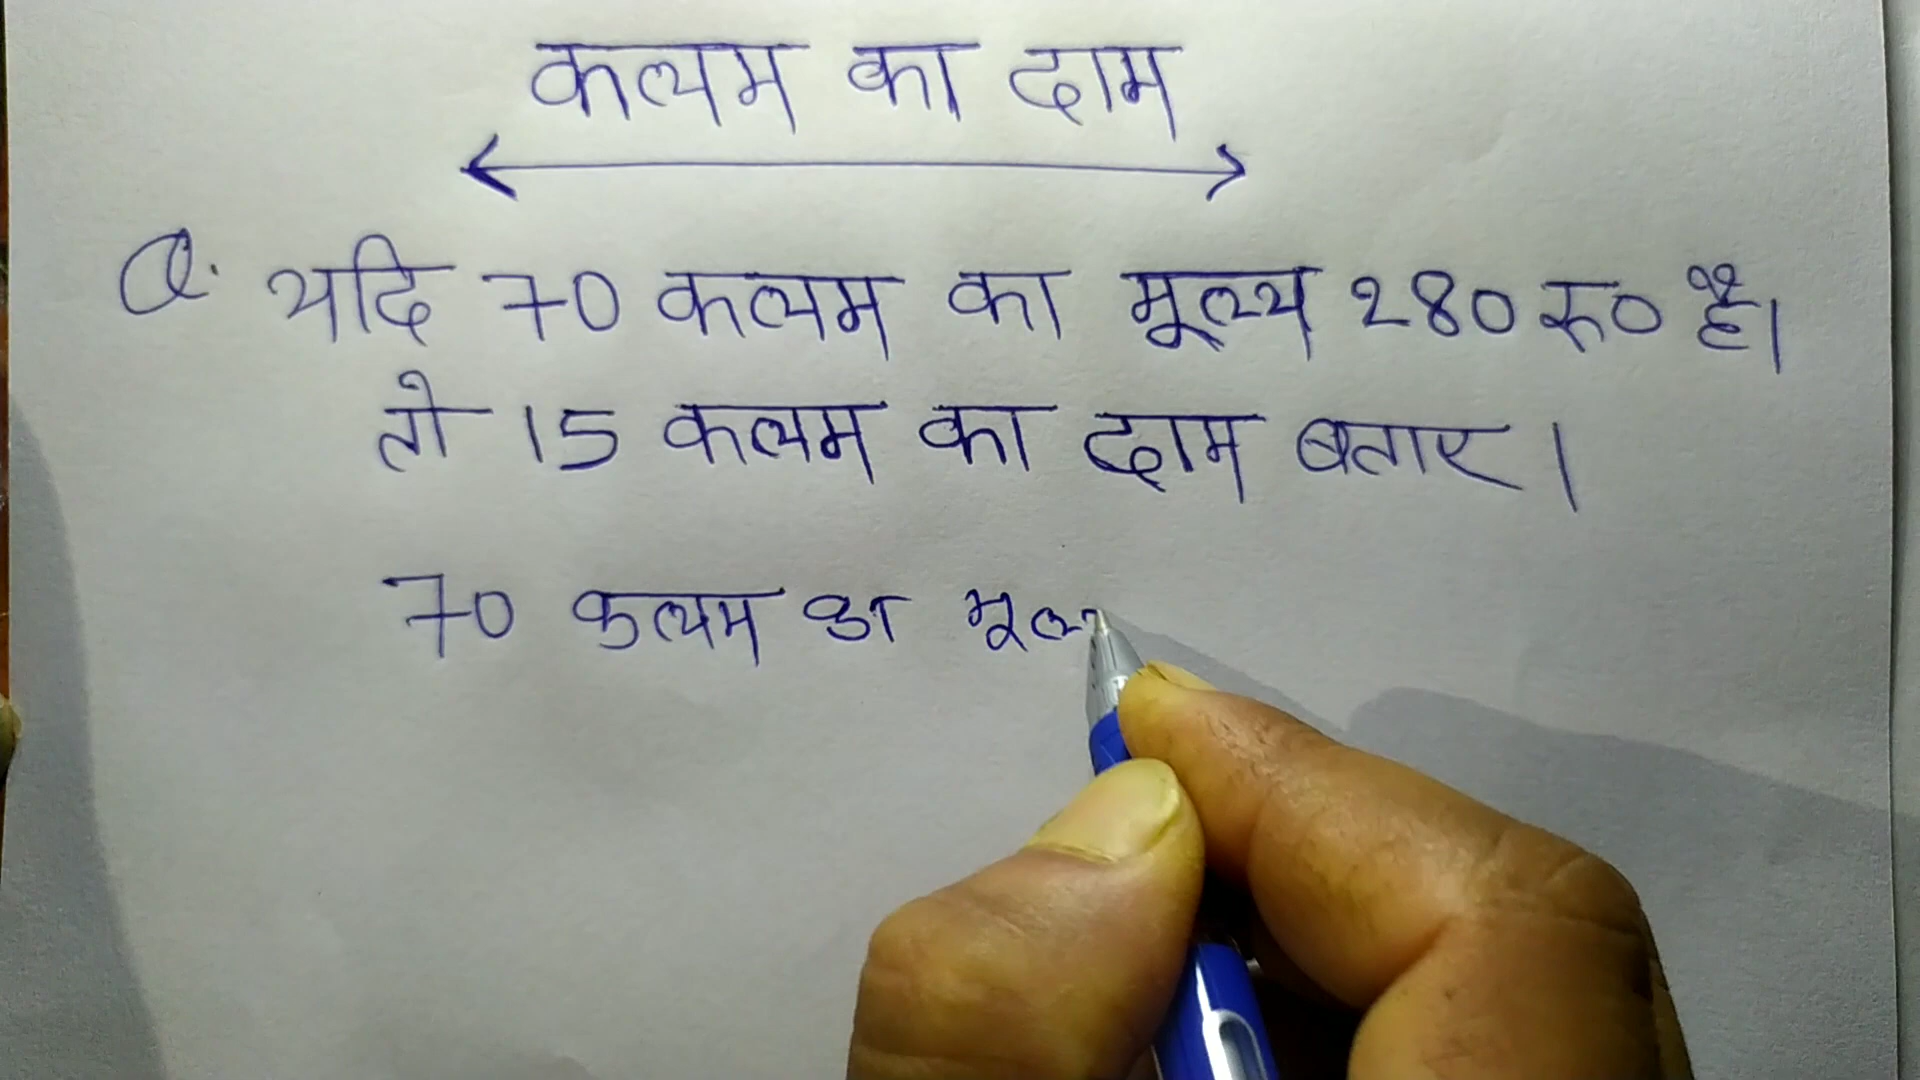 कलम का दाम
Q. यदि 70 कलम का मूल्य 280 रु० है।
तो 15 कलम का दाम बताए।
70 कलम का मूल्